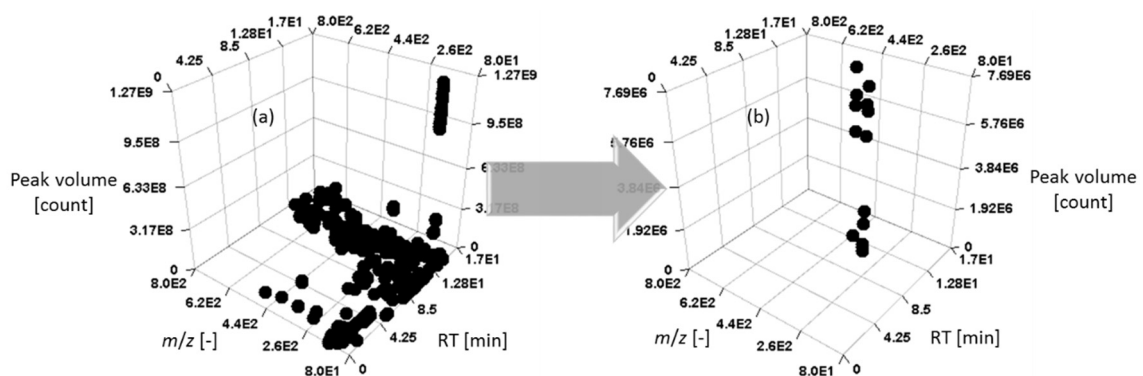 8.0E2
1.7E1
6.2E2
1.28E1
4.4E2
8.5
2.6E2
4.25
8.0E1
0
1.27E9
1.27E9
(a)
9.5E8
9.5E8
6.33E8
6.33E8
Peak volume
[count]
3.17E8
3.17E8
0
0
8.0E2
1.7E1
6.2E2
1.28E1
4.4E2
8.5
m/z [-]
2.6E2
4.25
RT [min]
8.0E1
0
8.0E2
1.7E1
6.2E2
1.28E1
4.4E2
8.5
2.6E2
4.25
8.0E1
0
7.69E6
7.69E6
(b)
5.76E6
5.76E6
3.84E6
3.84E6
Peak volume
[count]
1.92E6
1.92E6
0
0
8.0E2
1.7E1
6.2E2
1.28E1
4.4E2
8.5
m/z [-]
2.6E2
4.25
RT [min]
8.0E1
0